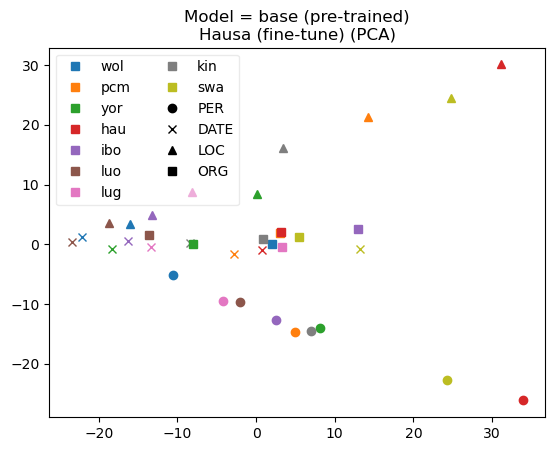 Model = base (pre-trained)
Hausa (fine-tune) (PCA)
30
20
10
0
−10
−20
wol
pcm
yor
hau
ibo
luo
lug
kin
swa
PER
DATE
LOC
ORG
−20
−10
0
10
20
30